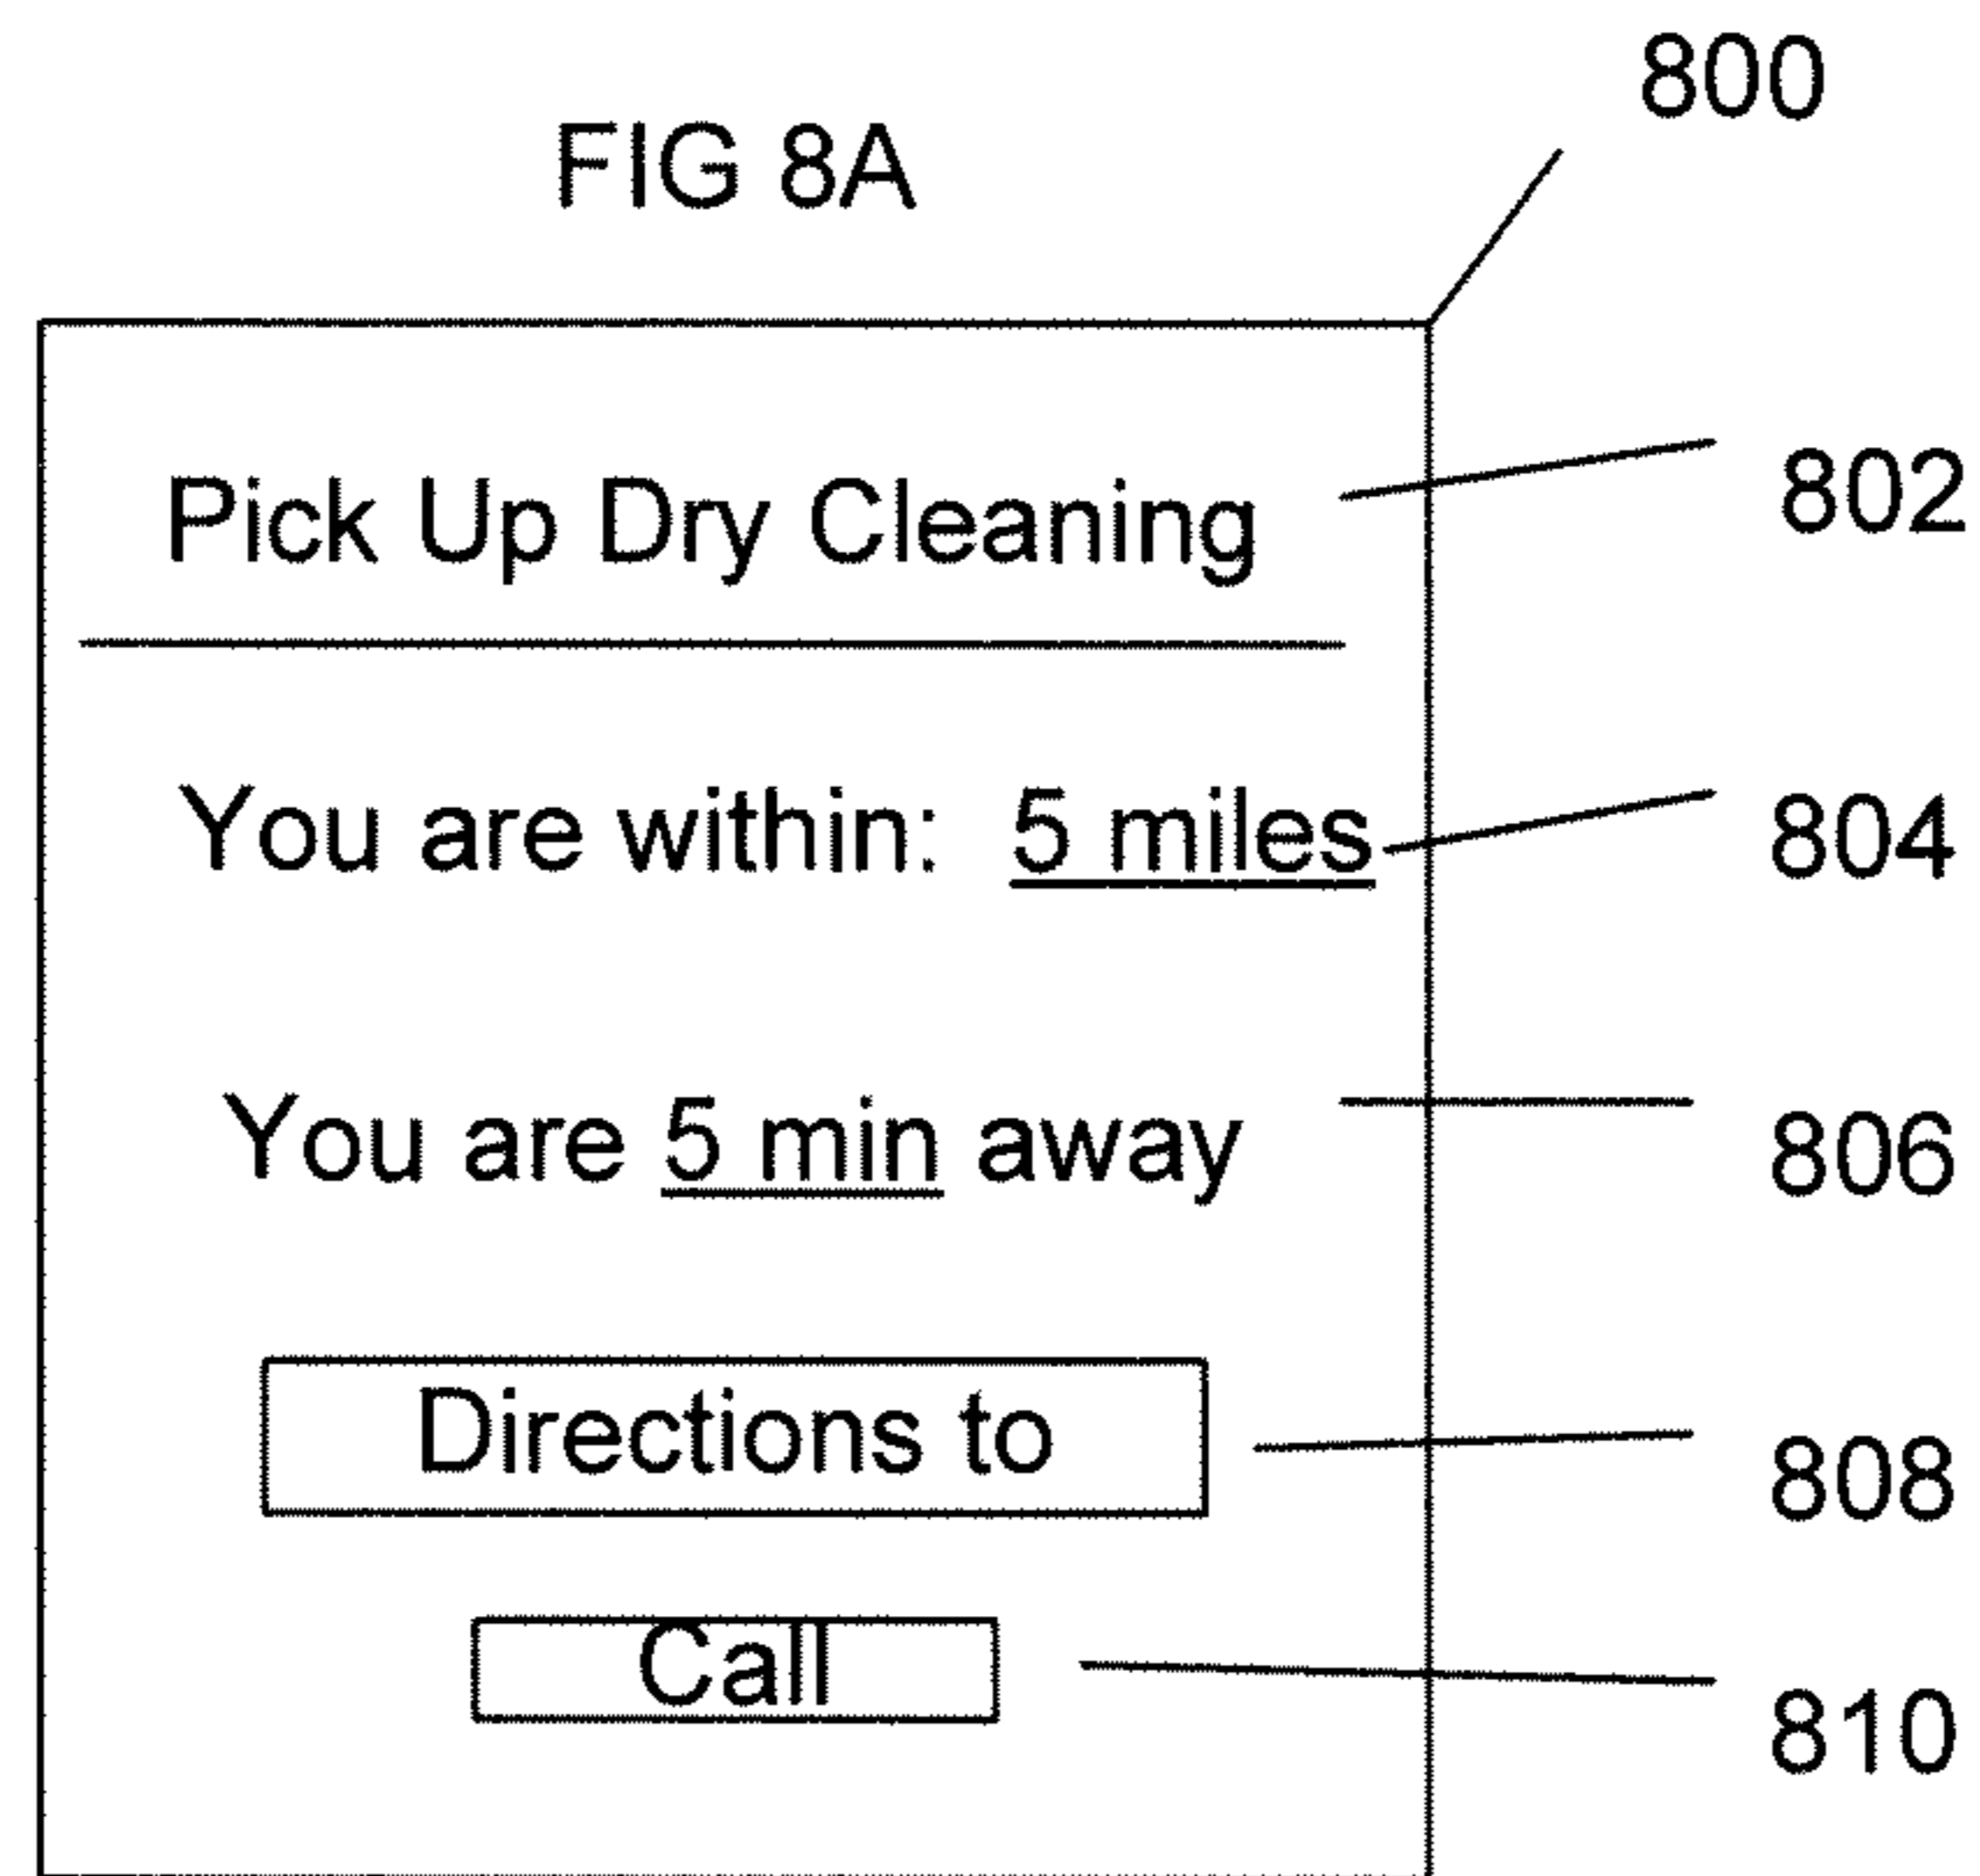 800
FIG 8A
Pick Up Dry Cleaning
802
You are within: 5 miles
804
You are 5 min away
806
Directions to
808
Call
810